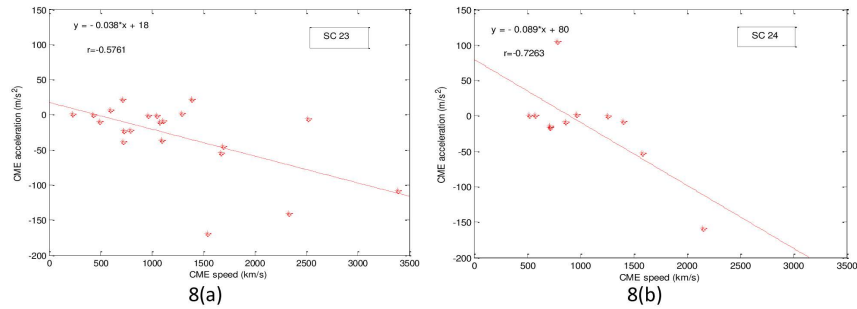 y = - 0.038*x + 18
SC 23
r=-0.5761
CME acceleration (m/s²)
150
100
50
0
-50
-100
-150
-200
0 500 1000 1500 2000 2500 3000 3500
CME speed (km/s)
8(a)
y = - 0.089*x + 80
SC 24
r=-0.7263
CME acceleration (m/s²)
150
100
50
0
-50
-100
-150
-200
0 500 1000 1500 2000 2500 3000 3500
CME speed (km/s)
8(b)